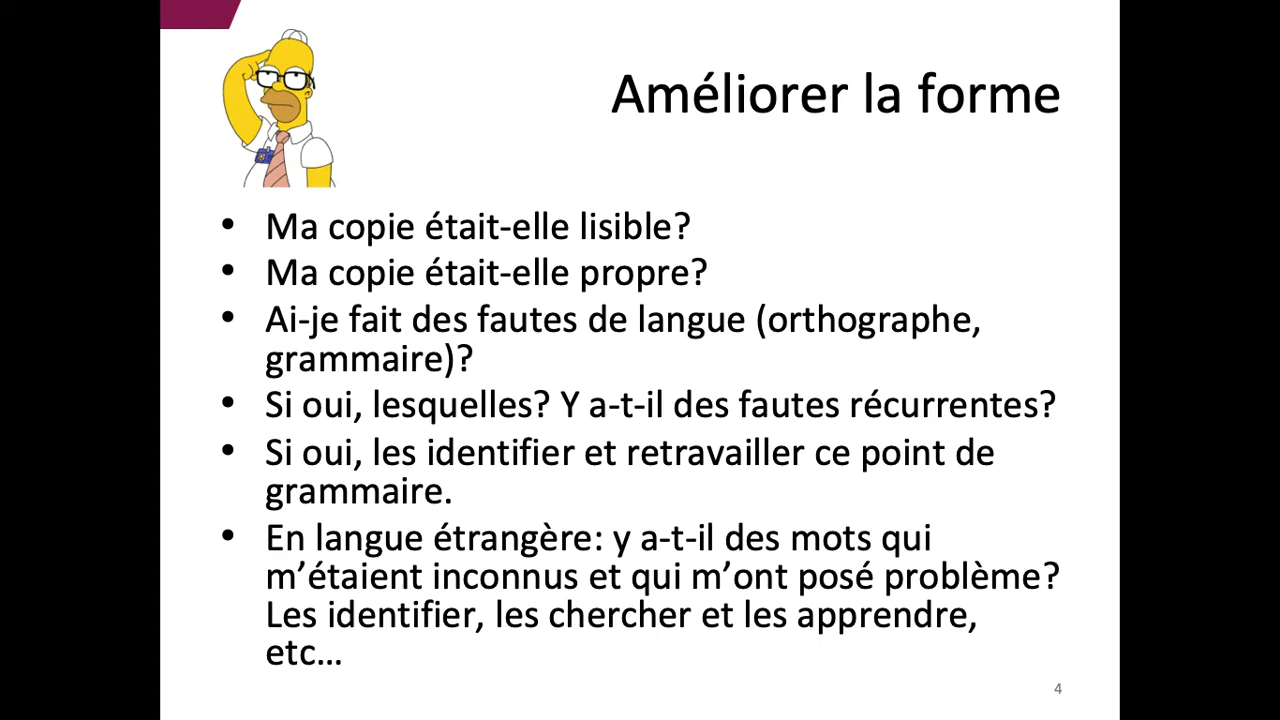 Améliorer la forme
• Ma copie était-elle lisible?
• Ma copie était-elle propre?
• Ai-je fait des fautes de langue (orthographe,
grammaire)?
• Si oui, lesquelles? Y a-t-il des fautes récurrentes?
• Si oui, les identifier et retravailler ce point de
grammaire.
• En langue étrangère: y a-t-il des mots qui
m’étaient inconnus et qui m’ont posé problème?
Les identifier, les chercher et les apprendre,
etc…
4